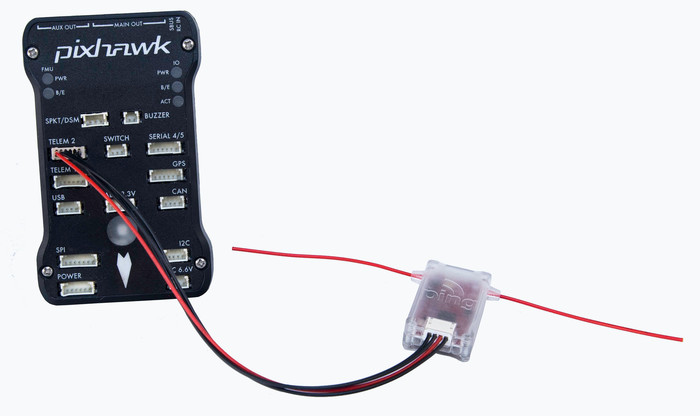 AUX OUT MAIN OUT SBUS
RC IN
pixhawk
FMU IO
PWR PWR
B/E B/E
ACT
SPKT/DSM BUZZER
TELEM 2 SWITCH SERIAL 4/5
TELEM GPS
USB 3.3V CAN
SPI I2C
POWER 6.6V
ping